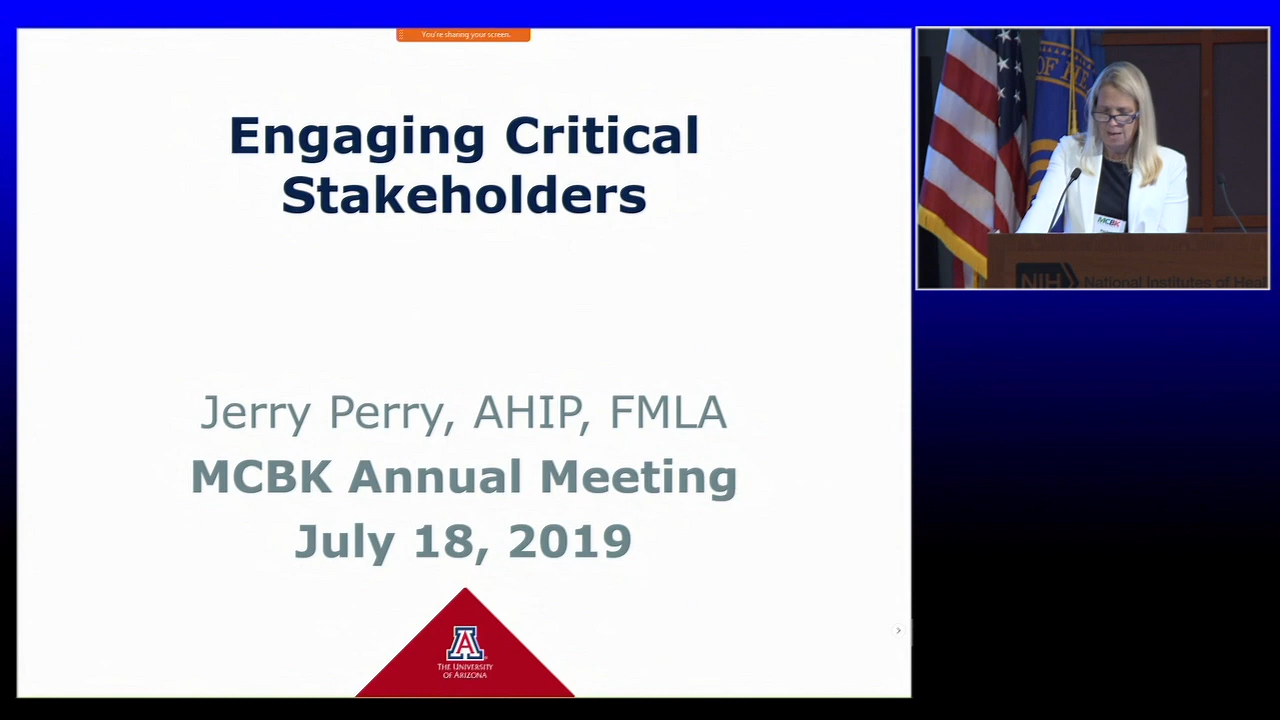 You're sharing your screen.
Engaging Critical
Stakeholders
Jerry Perry, AHIP, FMLA
MCBK Annual Meeting
July 18, 2019
A
THE UNIVERSITY
OF ARIZONA
OF
MCBK
NIH
National Institutes of Heal